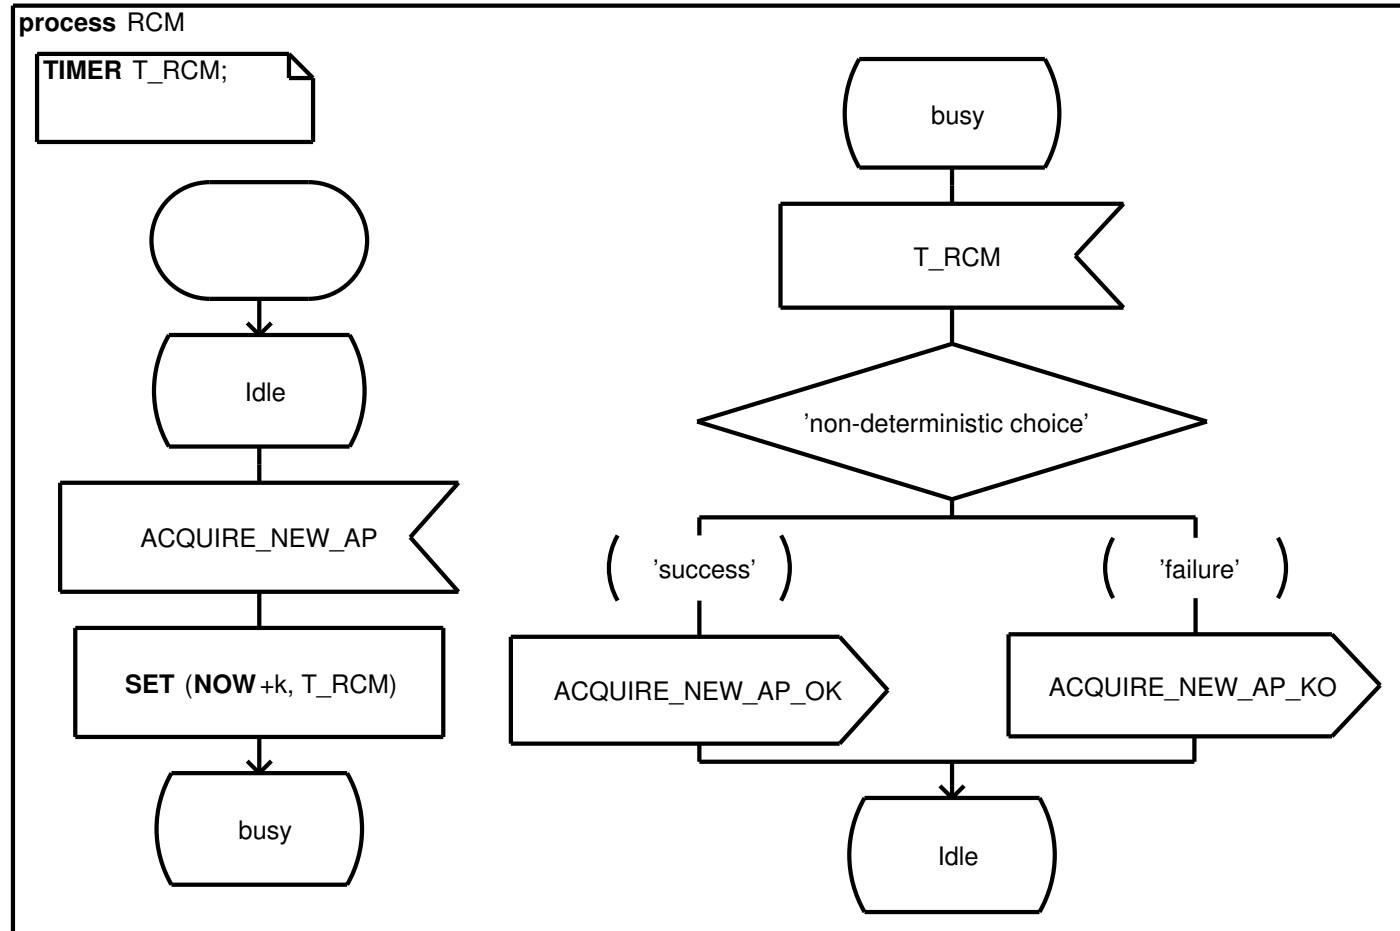 process RCM
TIMER T_RCM;
Idle
ACQUIRE_NEW_AP
SET (NOW+k, T_RCM)
busy
busy
T_RCM
’non-deterministic choice’
’success’
’failure’
ACQUIRE_NEW_AP_OK
ACQUIRE_NEW_AP_KO
Idle